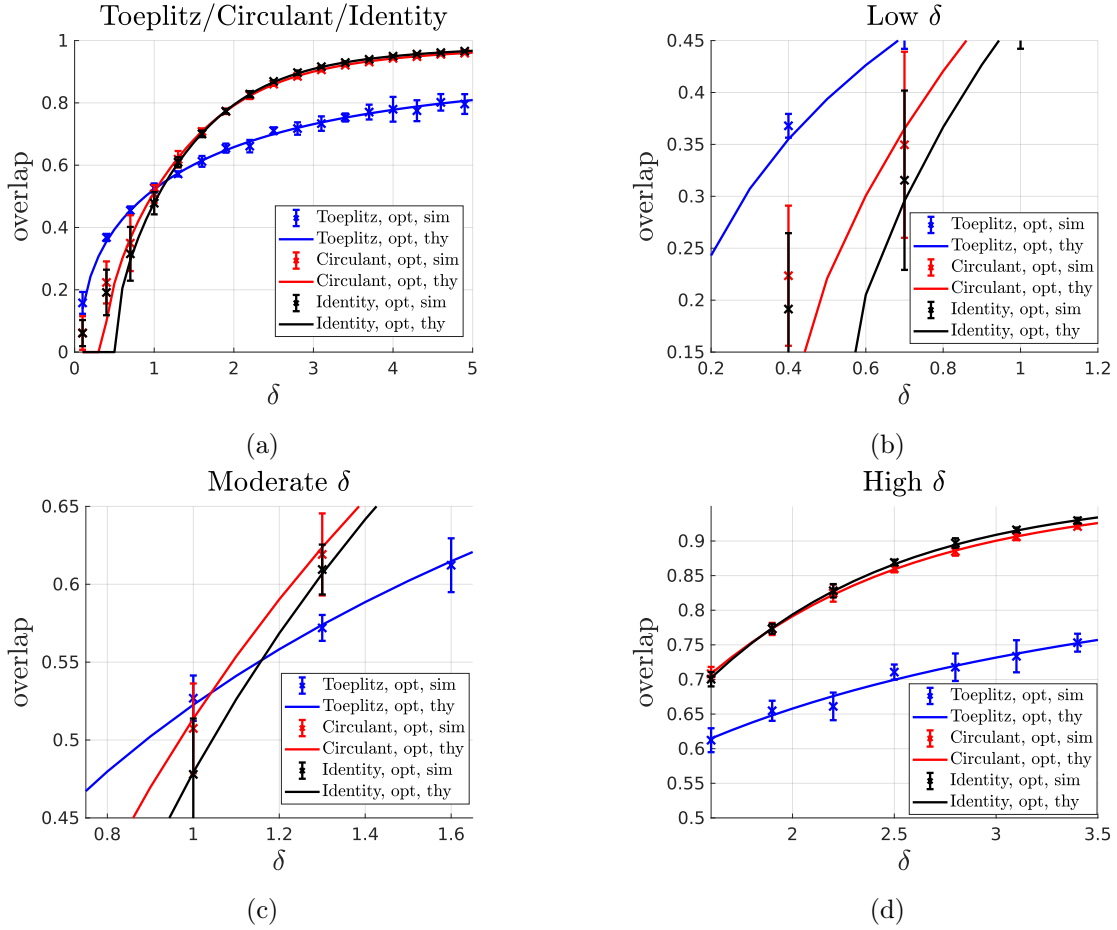 Toeplitz/Circulant/Identity
1
0.8
0.6
0.4
0.2
0
overlap
Toeplitz, opt, sim
Toeplitz, opt, thy
Circulant, opt, sim
Circulant, opt, thy
Identity, opt, sim
Identity, opt, thy
0 1 2 3 4 5
δ
(a)
Low δ
0.45
0.4
0.35
0.3
0.25
0.2
0.15
overlap
Toeplitz, opt, sim
Toeplitz, opt, thy
Circulant, opt, sim
Circulant, opt, thy
Identity, opt, sim
Identity, opt, thy
0.2 0.4 0.6 0.8 1 1.2
δ
(b)
Moderate δ
0.65
0.6
0.55
0.5
0.45
overlap
Toeplitz, opt, sim
Toeplitz, opt, thy
Circulant, opt, sim
Circulant, opt, thy
Identity, opt, sim
Identity, opt, thy
0.8 1 1.2 1.4 1.6
δ
(c)
High δ
0.9
0.85
0.8
0.75
0.7
0.65
0.6
0.55
0.5
overlap
Toeplitz, opt, sim
Toeplitz, opt, thy
Circulant, opt, sim
Circulant, opt, thy
Identity, opt, sim
Identity, opt, thy
2 2.5 3 3.5
δ
(d)